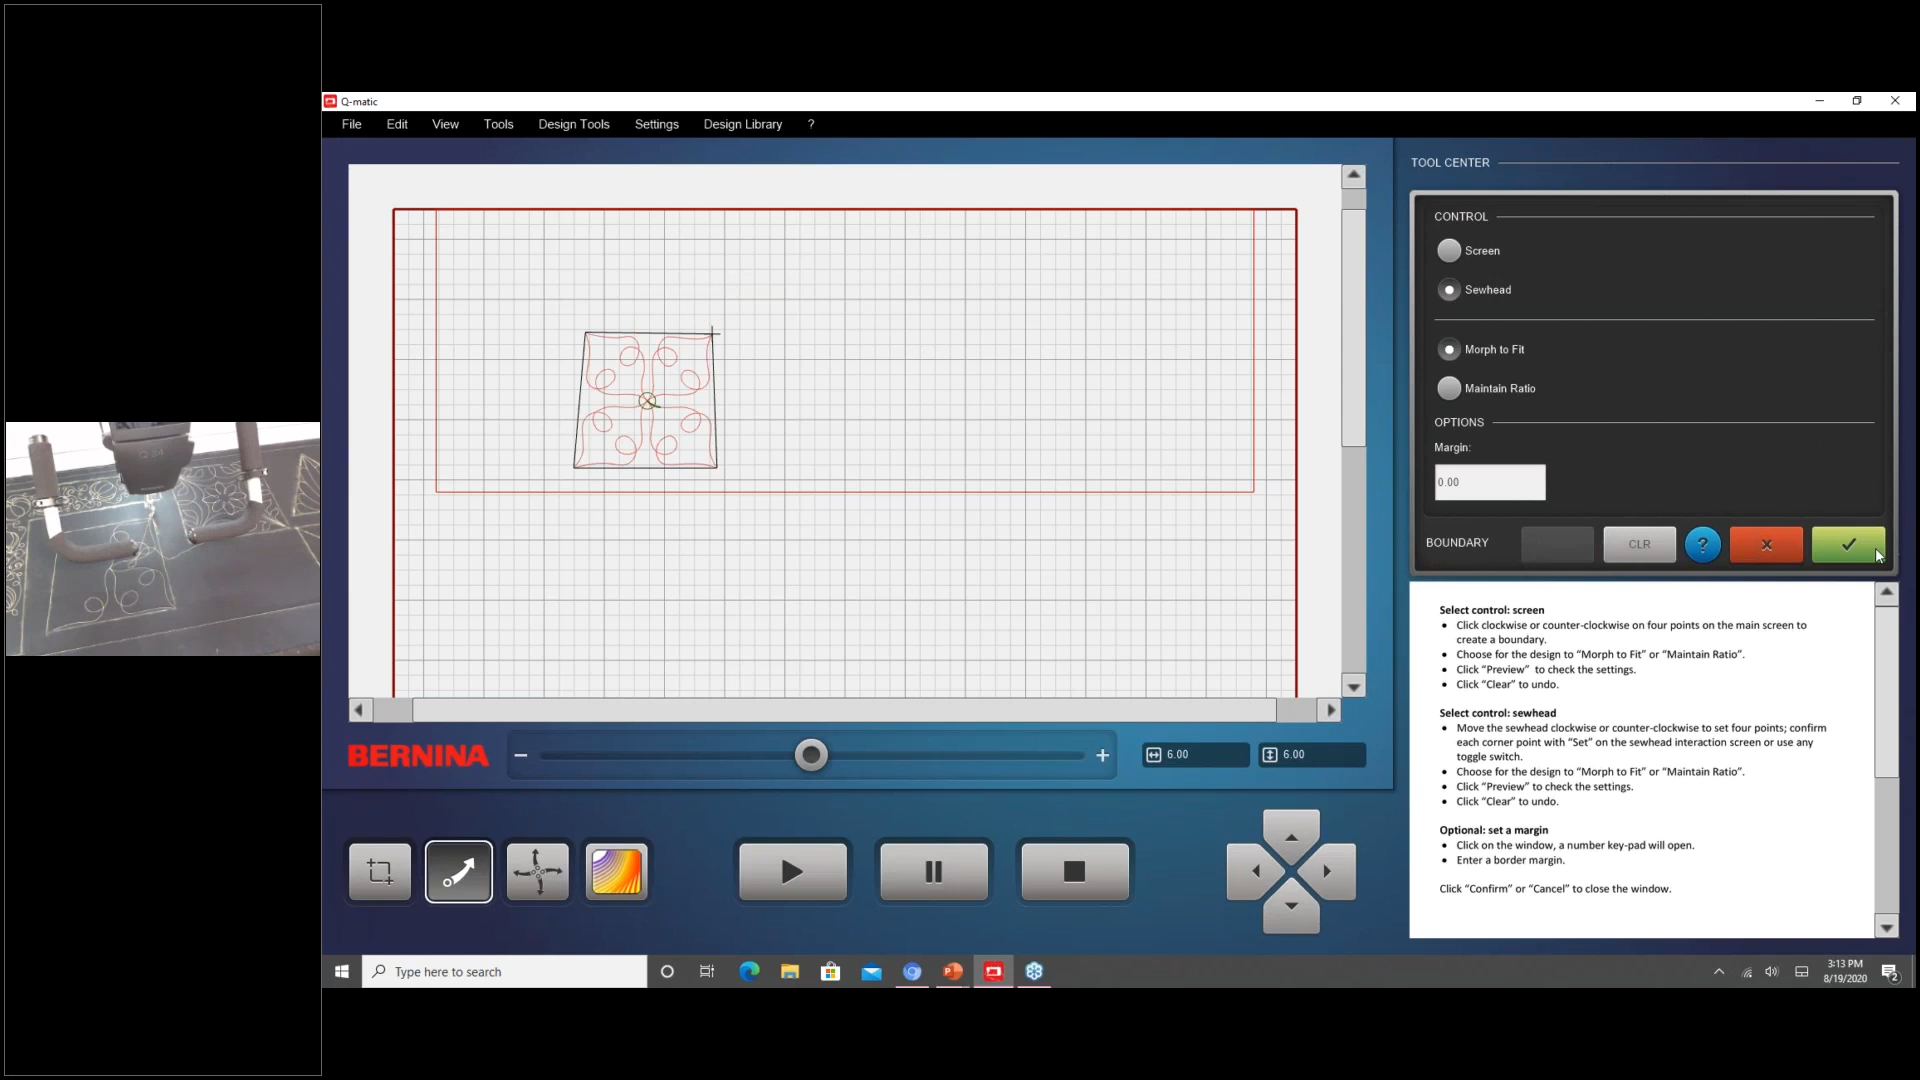 Q-matic
File Edit View Tools Design Tools Settings Design Library ?
TOOL CENTER
CONTROL
Screen
Sewhead
Morph to Fit
Maintain Ratio
OPTIONS
Margin:
0.00
BOUNDARY CLR ? ×
Select control: screen
• Click clockwise or counter-clockwise on four points on the main screen to
create a boundary.
• Choose for the design to “Morph to Fit” or “Maintain Ratio”.
• Click “Preview” to check the settings.
• Click “Clear” to undo.
Select control: sewhead
• Move the sewhead clockwise or counter-clockwise to set four points; confirm
each corner point with “Set” on the sewhead interaction screen or use any
toggle switch.
• Choose for the design to “Morph to Fit” or “Maintain Ratio”.
• Click “Preview” to check the settings.
• Click “Clear” to undo.
Optional: set a margin
• Click on the window, a number key-pad will open.
• Enter a border margin.
Click “Confirm” or “Cancel” to close the window.
BERNINA − + 6.00 6.00
Type here to search
3:13 PM
8/19/2020
2